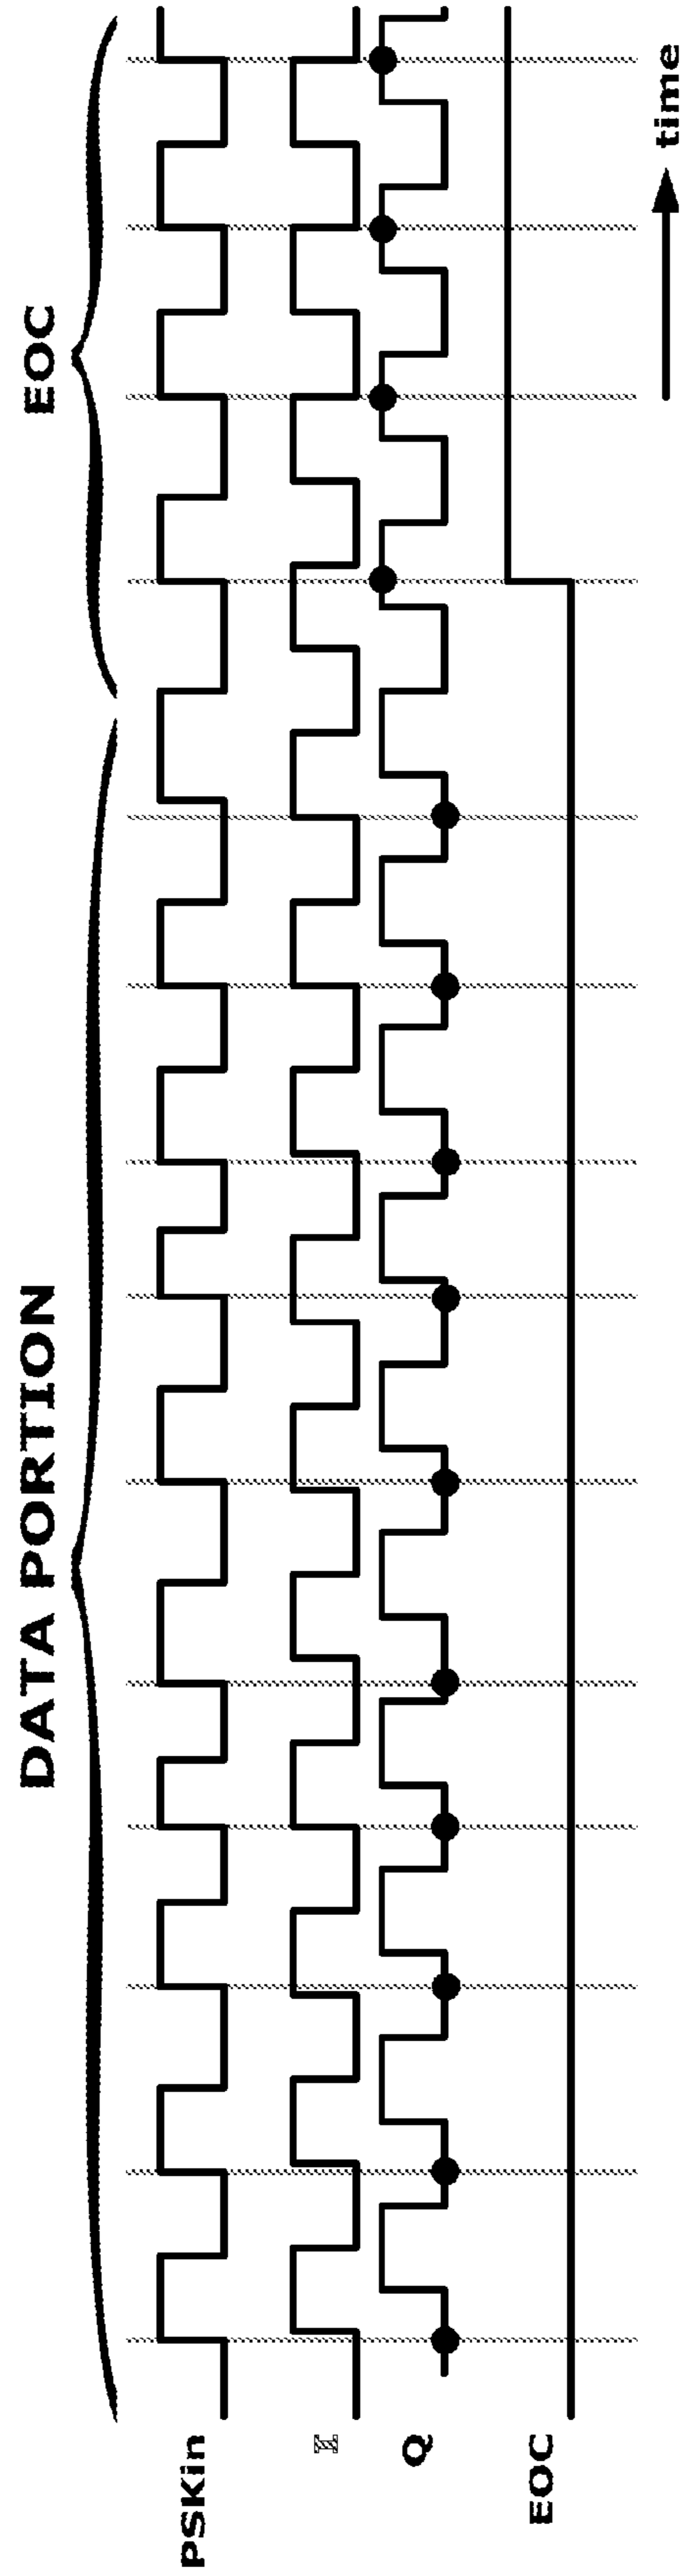 DATA PORTION
EOC
PSKin
I
Q
EOC
time